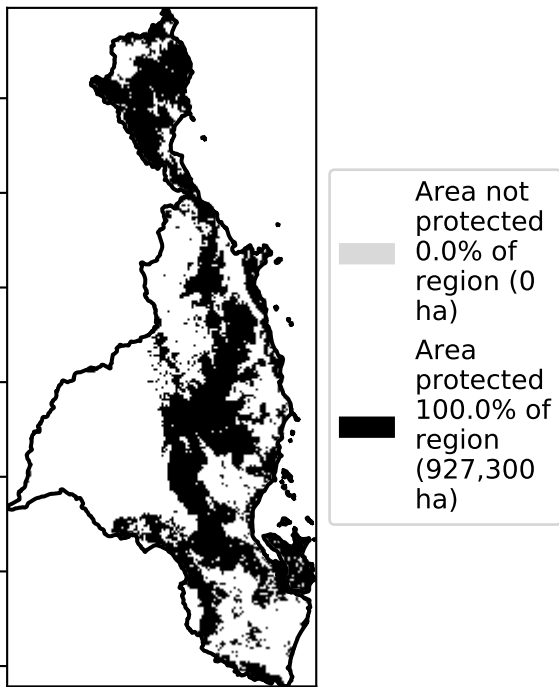 Area not
protected
0.0% of
region (0
ha)
Area
protected
100.0% of
region
(927,300
ha)